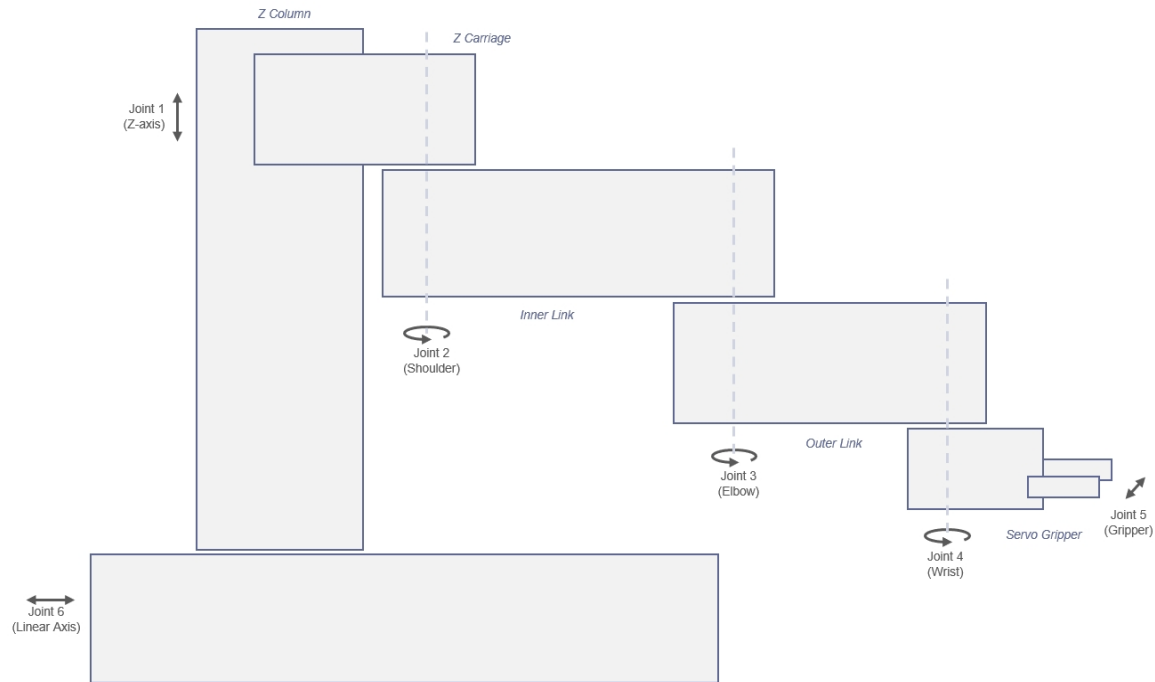 Z Column
Z Carriage
Joint 1
(Z-axis)
Inner Link
Joint 2
(Shoulder)
Outer Link
Joint 3
(Elbow)
Servo Gripper
Joint 5
(Gripper)
Joint 4
(Wrist)
Joint 6
(Linear Axis)